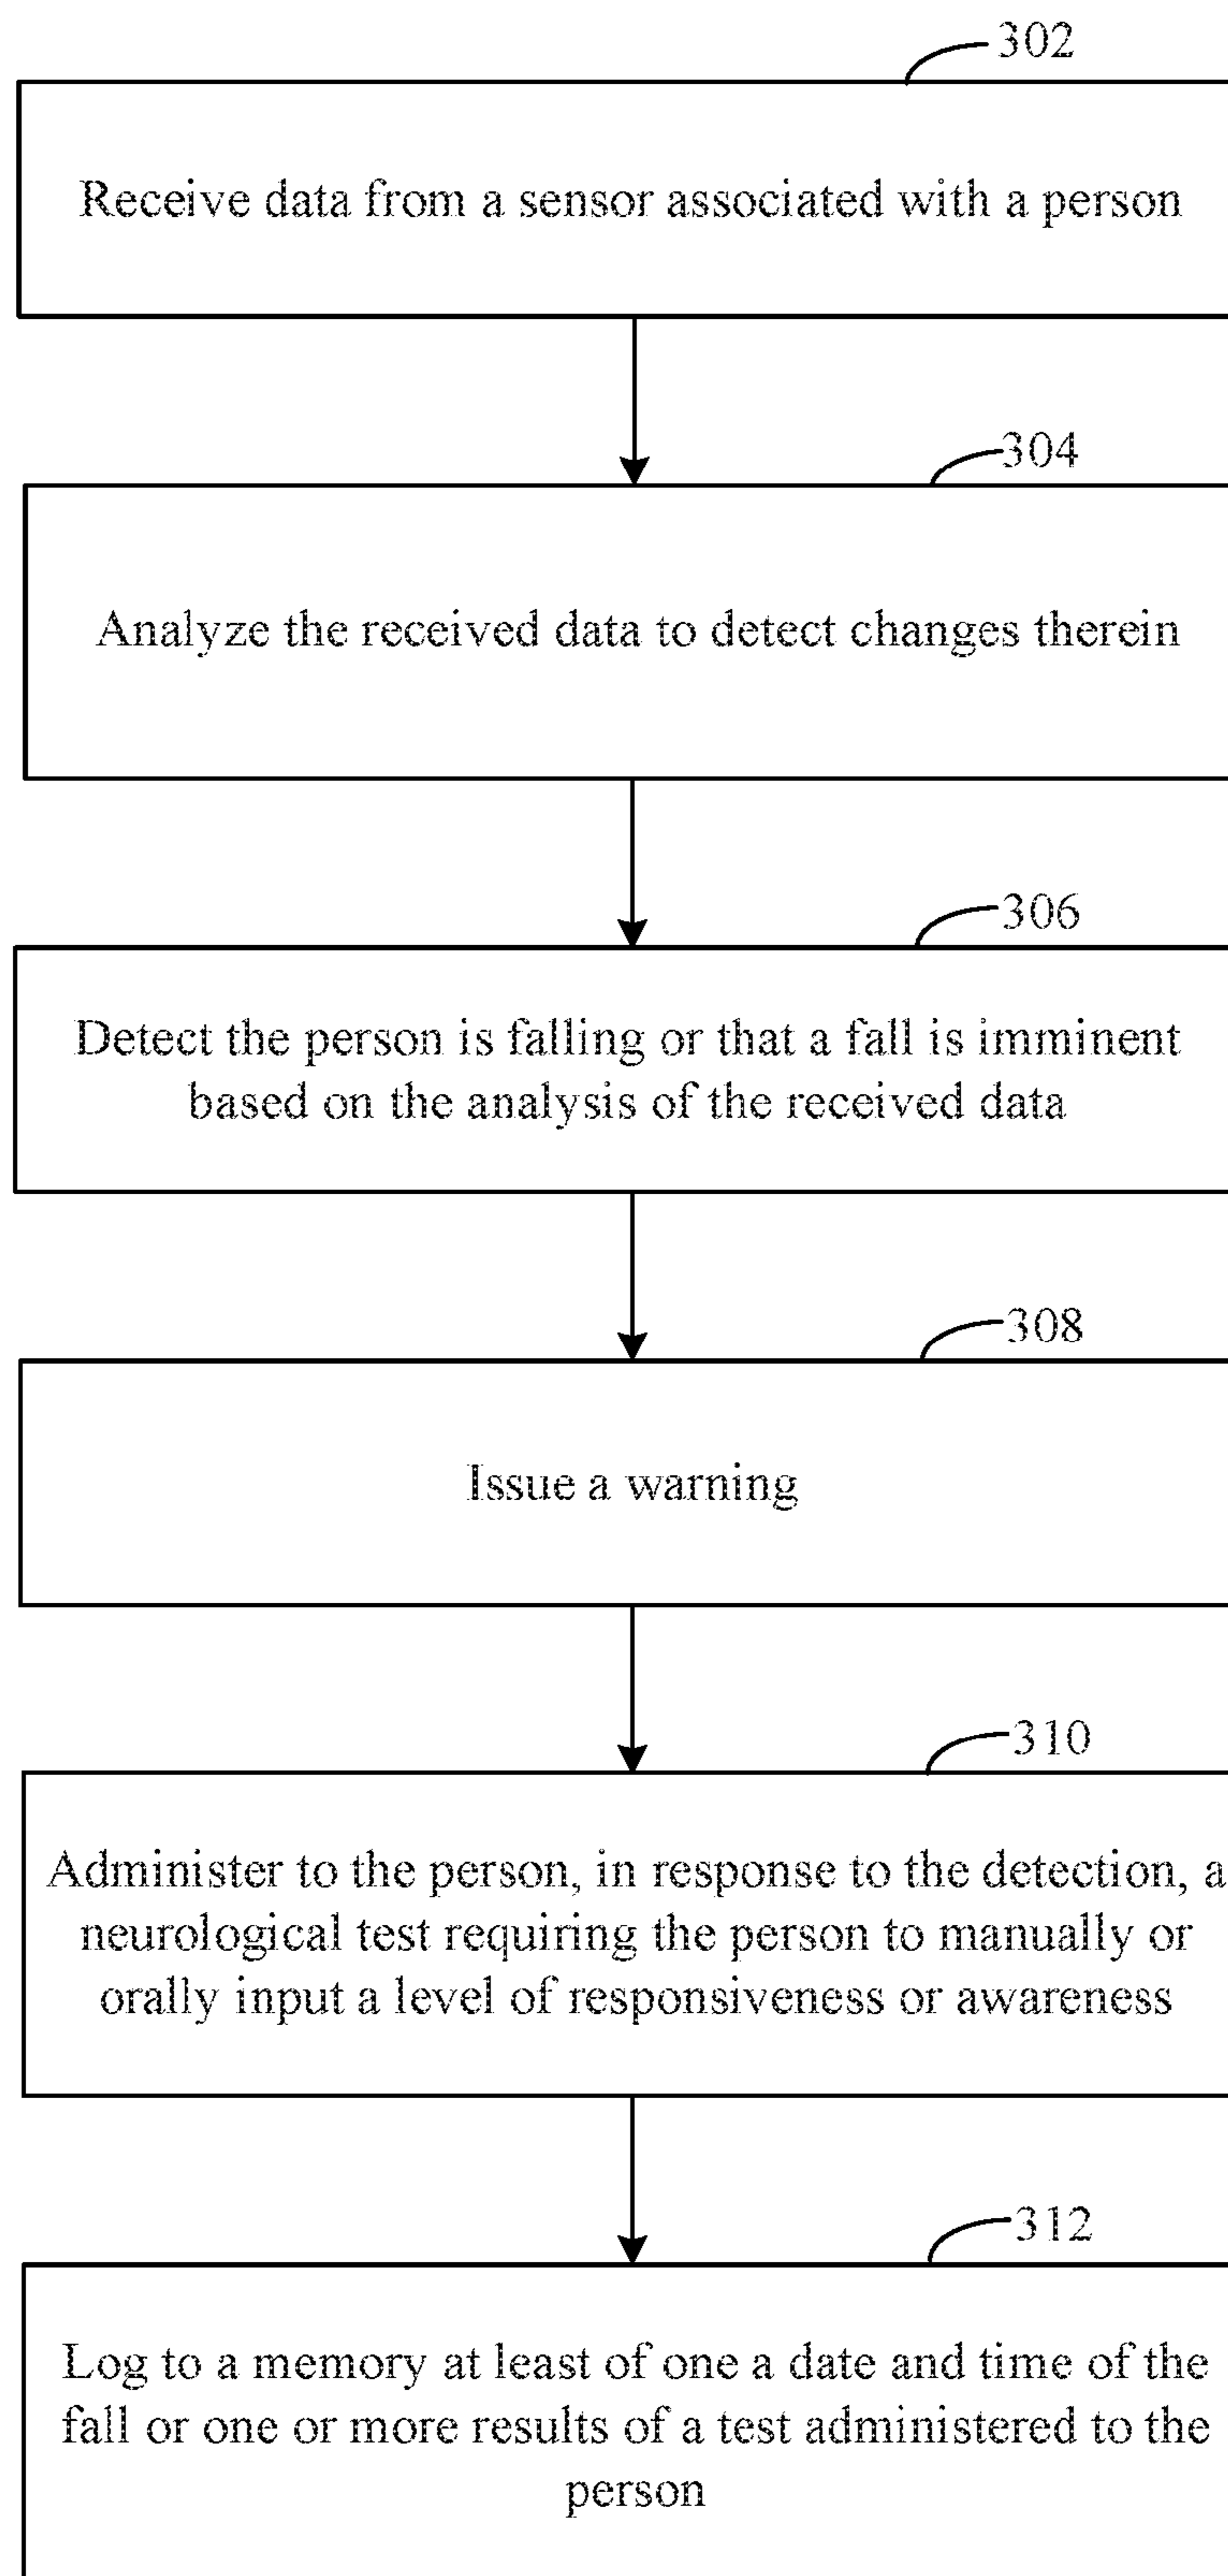 302
Receive data from a sensor associated with a person
304
Analyze the received data to detect changes therein
306
Detect the person is falling or that a fall is imminent
based on the analysis of the received data
308
Issue a warning
310
Administer to the person, in response to the detection, a
neurological test requiring the person to manually or
orally input a level of responsiveness or awareness
312
Log to a memory at least of one a date and time of the
fall or one or more results of a test administered to the
person